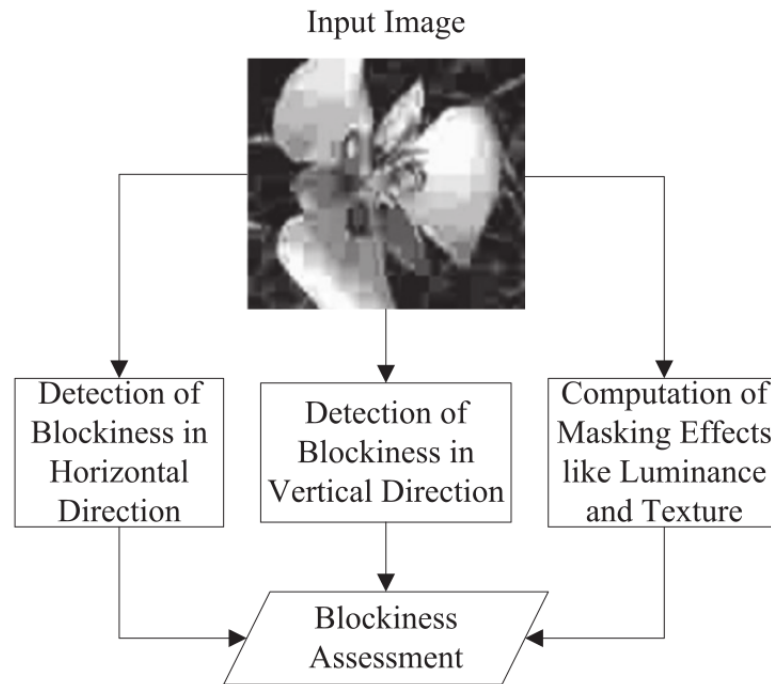 Input Image
Detection of
Blockiness in
Horizontal
Direction
Detection of
Blockiness in
Vertical Direction
Computation of
Masking Effects
like Luminance
and Texture
Blockiness
Assessment